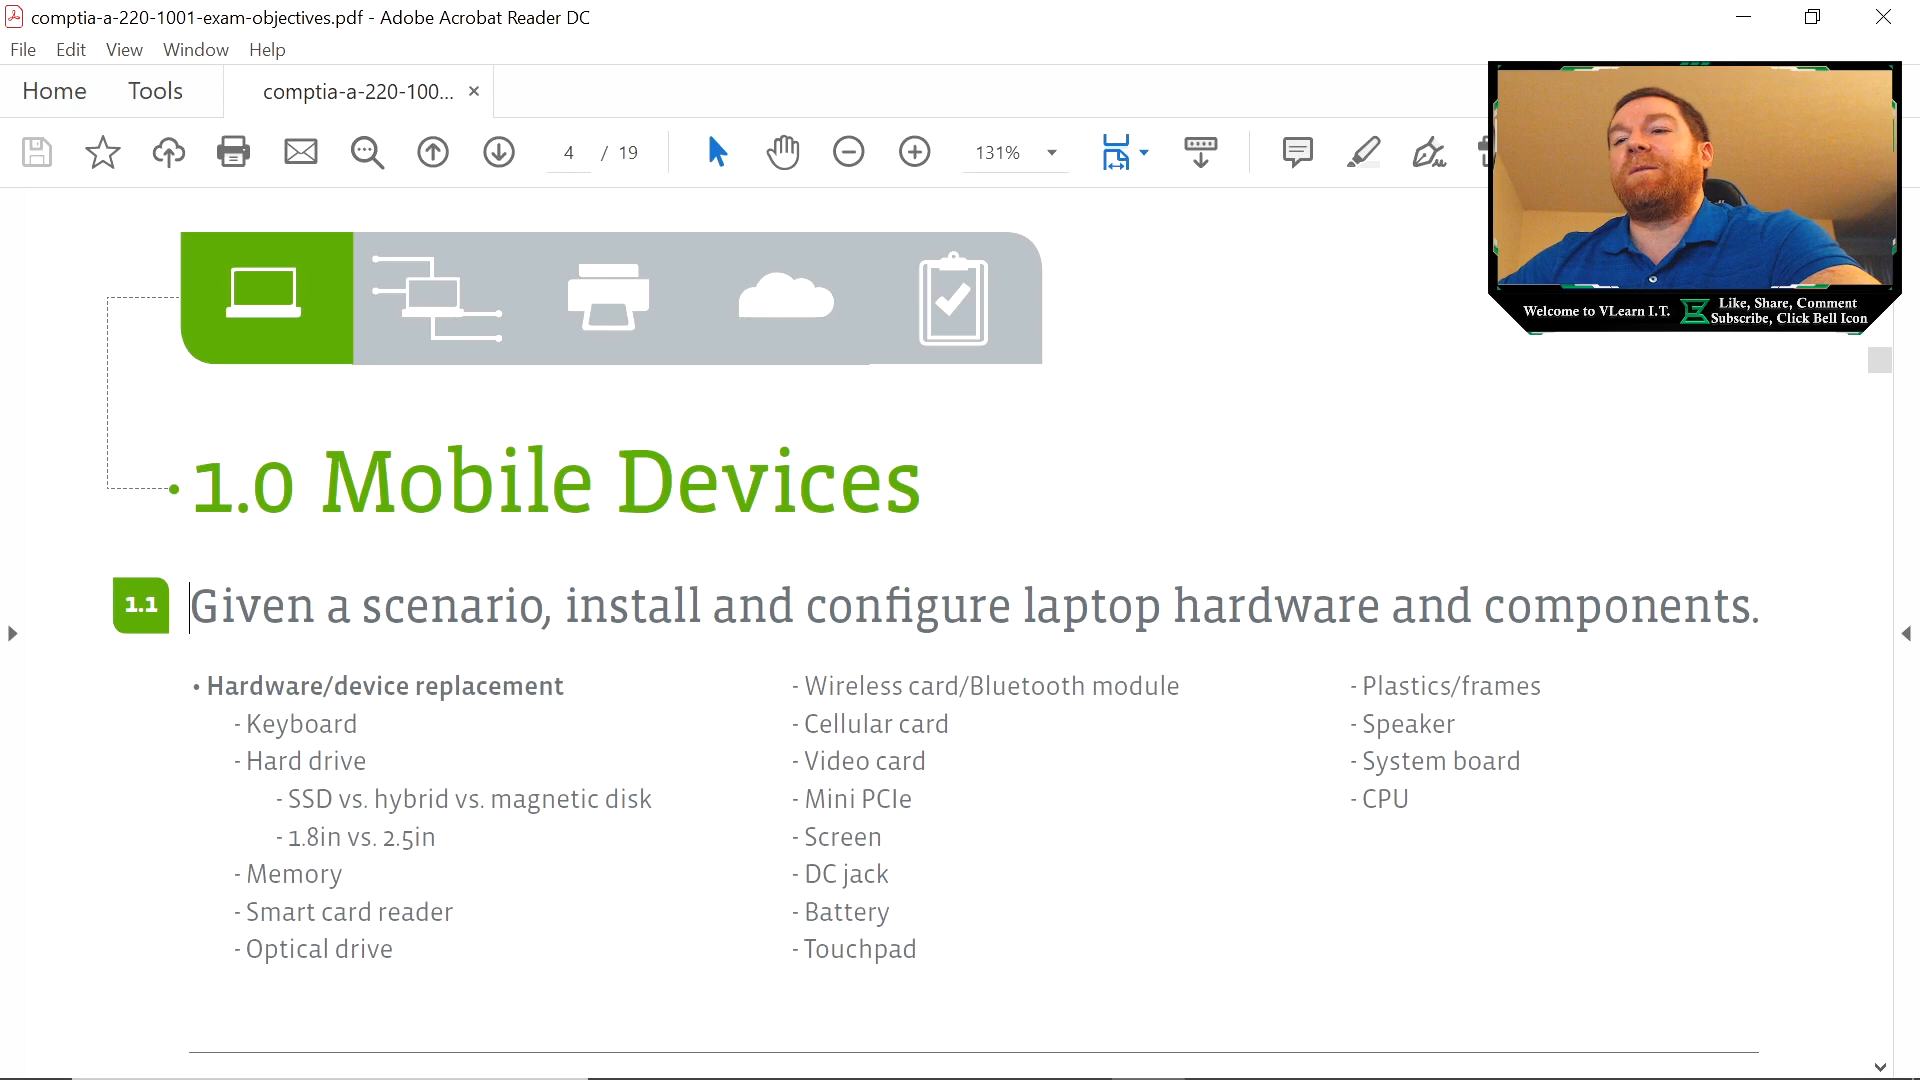 comptia-a-220-1001-exam-objectives.pdf - Adobe Acrobat Reader DC
File Edit View Window Help
Home Tools comptia-a-220-100... ×
4 / 19 131%
Welcome to VLearn I.T.
Like, Share, Comment
Subscribe, Click Bell Icon
1.0 Mobile Devices
1.1 Given a scenario, install and configure laptop hardware and components.
• Hardware/device replacement
- Keyboard
- Hard drive
- SSD vs. hybrid vs. magnetic disk
- 1.8in vs. 2.5in
- Memory
- Smart card reader
- Optical drive
- Wireless card/Bluetooth module
- Cellular card
- Video card
- Mini PCIe
- Screen
- DC jack
- Battery
- Touchpad
- Plastics/frames
- Speaker
- System board
- CPU